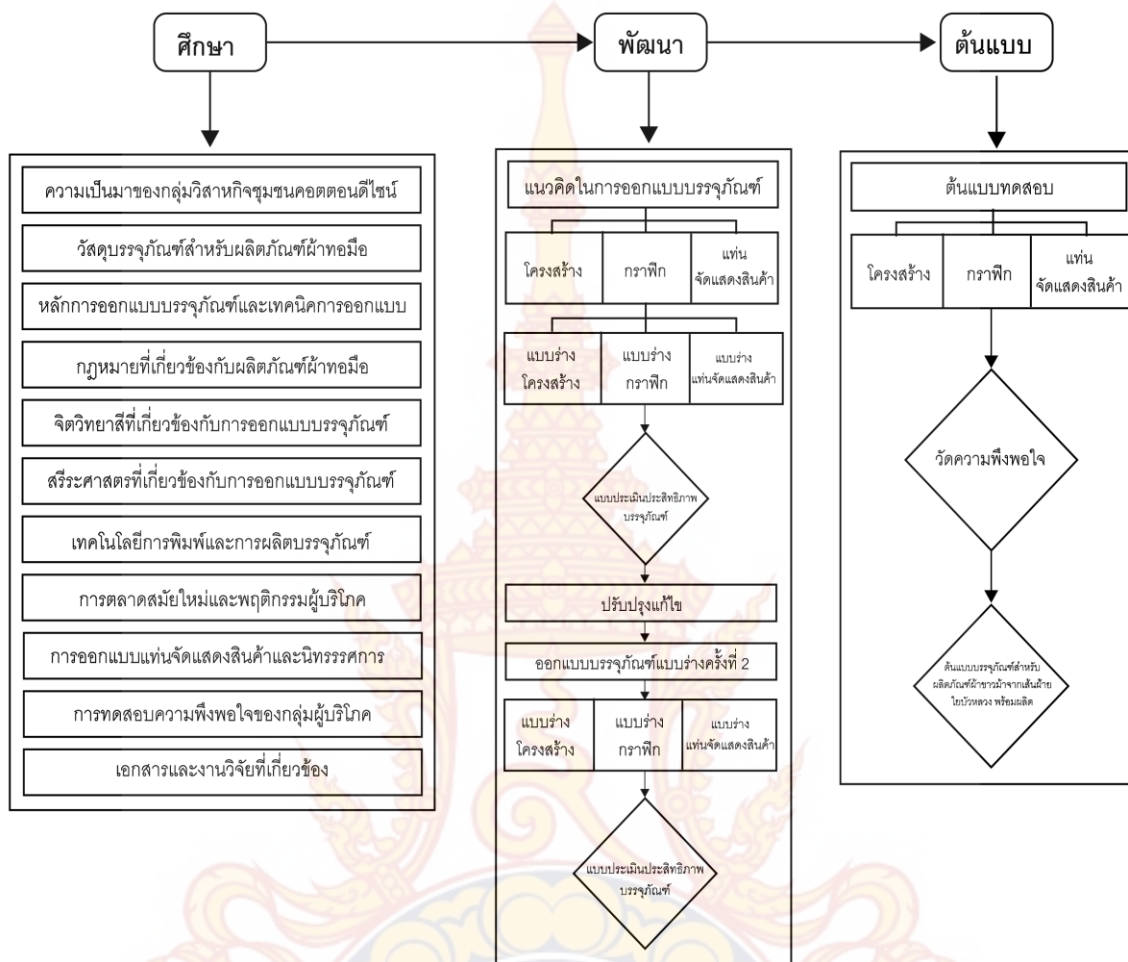 ศึกษา
พัฒนา
ต้นแบบ
ความเป็นมาของกลุ่มวิสาหกิจชุมชนคอตตอนดีไซน์
วัสดุบรรจุภัณฑ์สำหรับผลิตภัณฑ์ผ้าทอมือ
หลักการออกแบบบรรจุภัณฑ์และเทคนิคการออกแบบ
กฎหมายที่เกี่ยวข้องกับผลิตภัณฑ์ผ้าทอมือ
จิตวิทยาสีที่เกี่ยวข้องกับการออกแบบบรรจุภัณฑ์
สรีระศาสตรที่เกี่ยวข้องกับการออกแบบบรรจุภัณฑ์
เทคโนโลยีการพิมพ์และการผลิตบรรจุภัณฑ์
การตลาดสมัยใหม่และพฤติกรรมผู้บริโภค
การออกแบบแท่นจัดแสดงสินค้าและนิทรรรศการ
การทดสอบความพึงพอใจของกลุ่มผู้บริโภค
เอกสารและงานวิจัยที่เกี่ยวข้อง
แนวคิดในการออกแบบบรรจุภัณฑ์
โครงสร้าง
กราฟิก
แท่น
จัดแสดงสินค้า
แบบร่าง
โครงสร้าง
แบบร่าง
กราฟิก
แบบร่าง
แท่นจัดแสดงสินค้า
แบบประเมินประสิทธิภาพ
บรรจุภัณฑ์
ปรับปรุงแก้ไข
ออกแบบบรรจุภัณฑ์แบบร่างครั้งที่ 2
แบบร่าง
โครงสร้าง
แบบร่าง
กราฟิก
แบบร่าง
แท่นจัดแสดงสินค้า
แบบประเมินประสิทธิภาพ
บรรจุภัณฑ์
ต้นแบบทดสอบ
โครงสร้าง
กราฟิก
แท่น
จัดแสดงสินค้า
วัดความพึงพอใจ
ต้นแบบบรรจุภัณฑ์สำหรับ
ผลิตภัณฑ์ผ้าขาวม้าจากเส้นฝ้าย
ใยบัวหลวง พร้อมผลิต